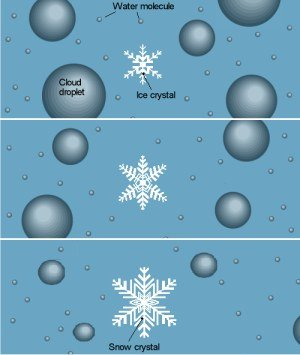 Water molecule
Cloud
droplet
Ice crystal
Snow crystal